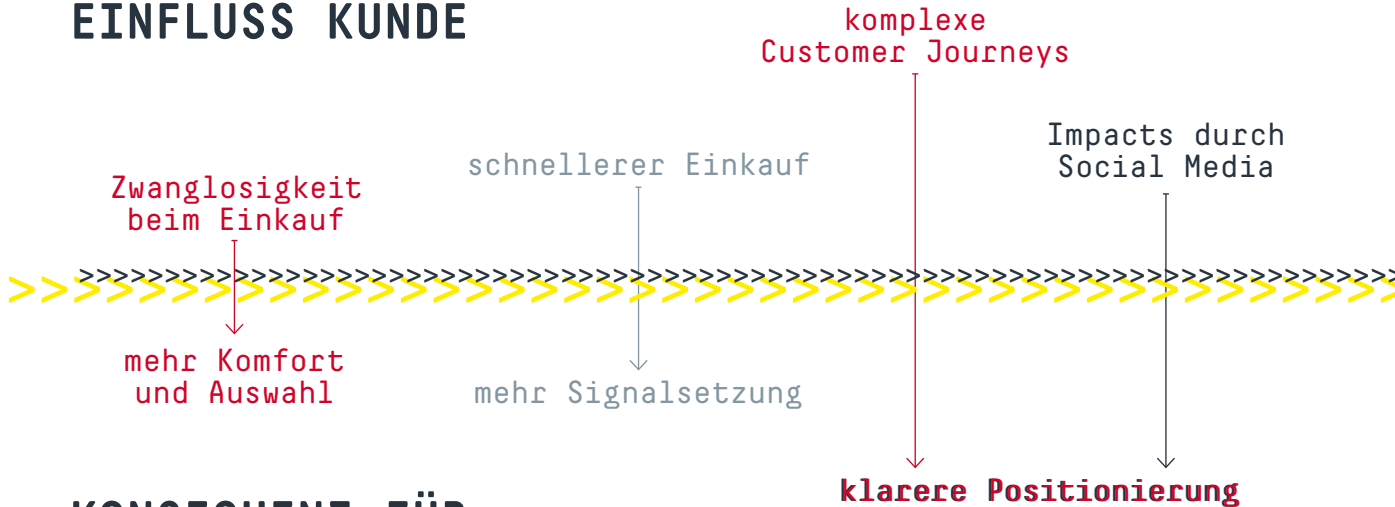 EINFLUSS KUNDE
komplexe
Customer Journeys
Impacts durch
Social Media
schnellerer Einkauf
Zwanglosigkeit
beim Einkauf
>>>>>>>>>>>>>>>>>>>>>>>>>>>>>>>>>>>>>>>>>>>>>>>>>>>>>>>>>>>>>>>>>>>>>>>>>>>>>
>>>>>>>>>>>>>>>>>>>>>>>>>>>>>>>>>>>>>>>
mehr Komfort
und Auswahl
mehr Signalsetzung
klarere Positionierung